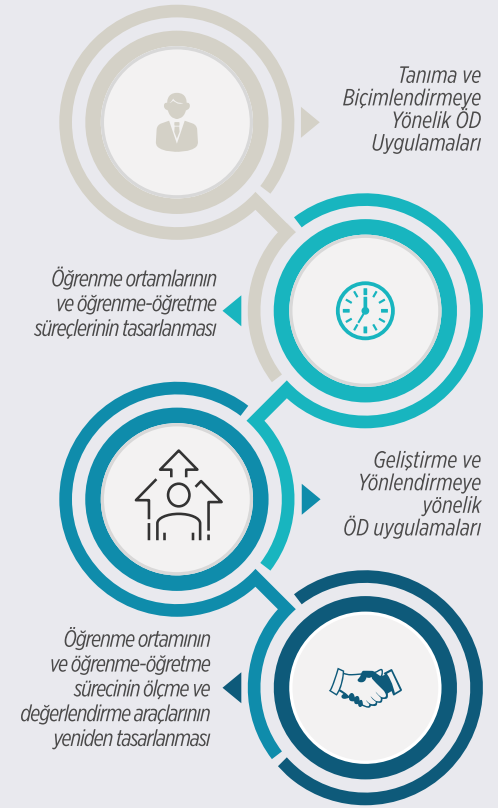 Tanıma ve
Biçimlendirmeye
Yönelik ÖD
Uygulamaları
Öğrenme ortamlarının
ve öğrenme-öğretme
süreçlerinin tasarlanması
Geliştirme ve
Yönlendirmeye
yönelik
ÖD uygulamaları
Öğrenme ortamının
ve öğrenme-öğretme
sürecinin ölçme ve
değerlendirme araçlarının
yeniden tasarlanması